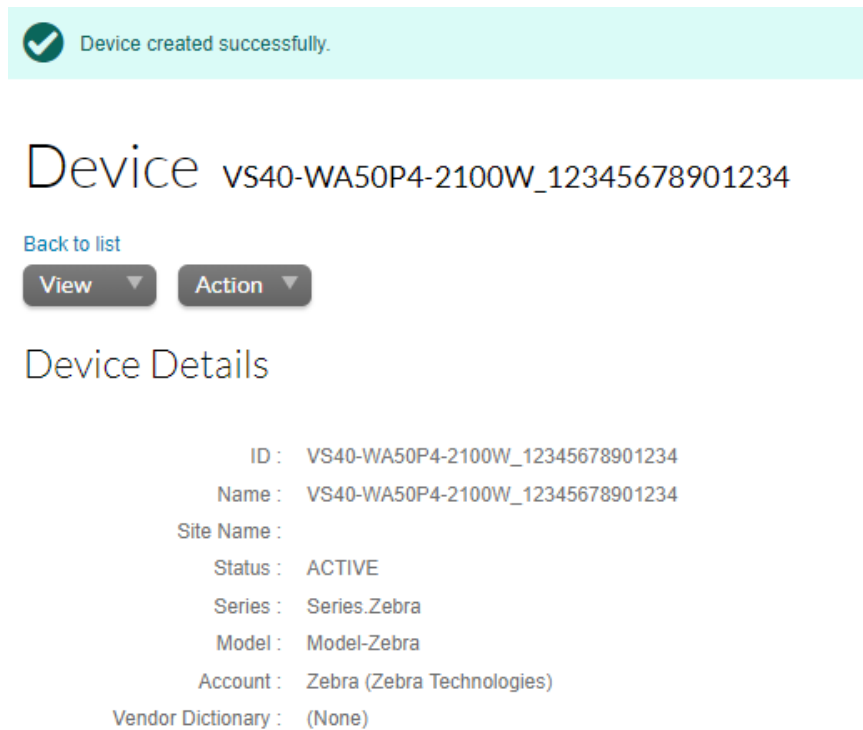 Device created successfully.
Device VS40-WA50P4-2100W_12345678901234
Back to list
View Action
Device Details
ID : VS40-WA50P4-2100W_12345678901234
Name : VS40-WA50P4-2100W_12345678901234
Site Name :
Status : ACTIVE
Series : Series.Zebra
Model : Model-Zebra
Account : Zebra (Zebra Technologies)
Vendor Dictionary : (None)